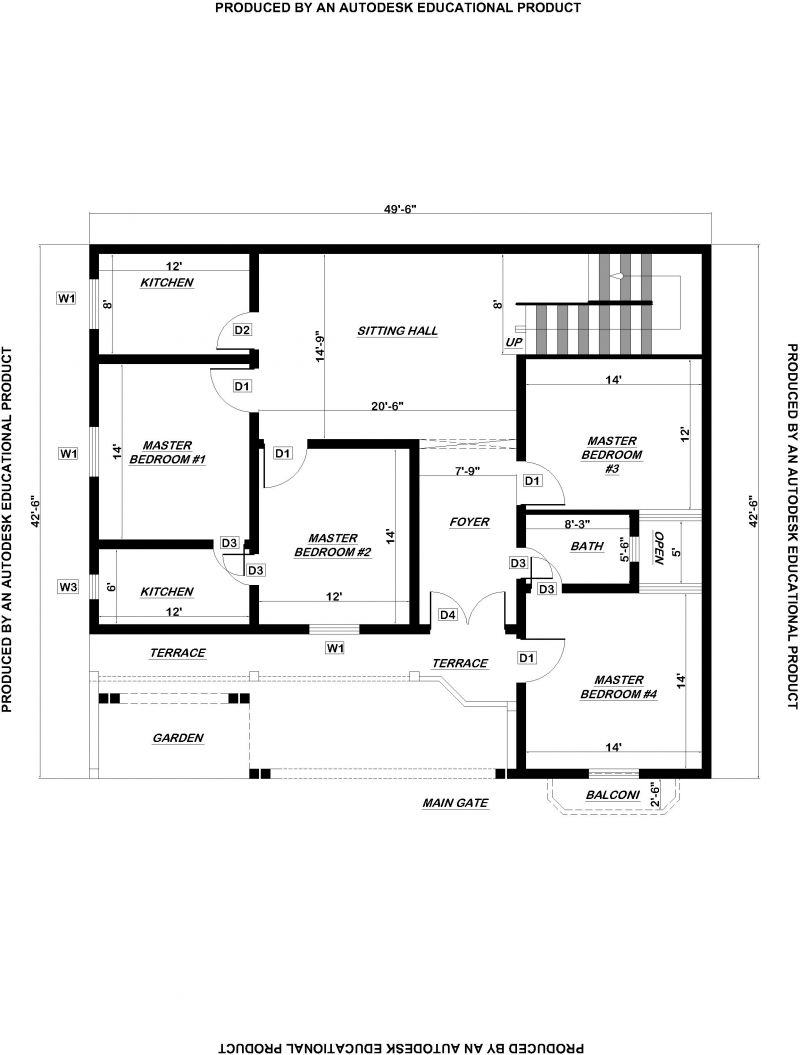 PRODUCED BY AN AUTODESK EDUCATIONAL PRODUCT
49'-6"
12'
KITCHEN
W1
8'
D2
SITTING HALL
14'-9"
8'
UP
D1
20'-6"
14'
W1
14'
MASTER
BEDROOM #1
D1
MASTER
BEDROOM
#3
12'
7'-9"
D1
42'-6"
42'-6"
PRODUCED BY AN AUTODESK EDUCATIONAL PRODUCT
PRODUCED BY AN AUTODESK EDUCATIONAL PRODUCT
FOYER
8'-3"
BATH
5'-6"
OPEN
5'
MASTER
BEDROOM #2
14'
D3
D3
D3
D3
W3
6'
KITCHEN
12'
12'
D4
W1
TERRACE
TERRACE
D1
MASTER
BEDROOM #4
14'
14'
GARDEN
MAIN GATE
BALCONI
2'-6"
PRODUCED BY AN AUTODESK EDUCATIONAL PRODUCT